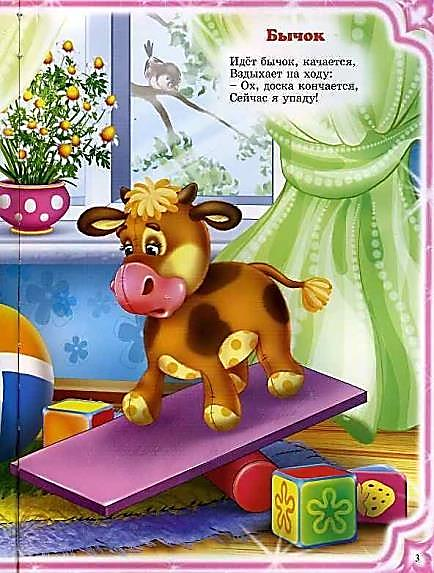 Бычок
Идёт бычок, качается,
Вздыхает на ходу:
– Ох, доска кончается,
Сейчас я упаду!
3